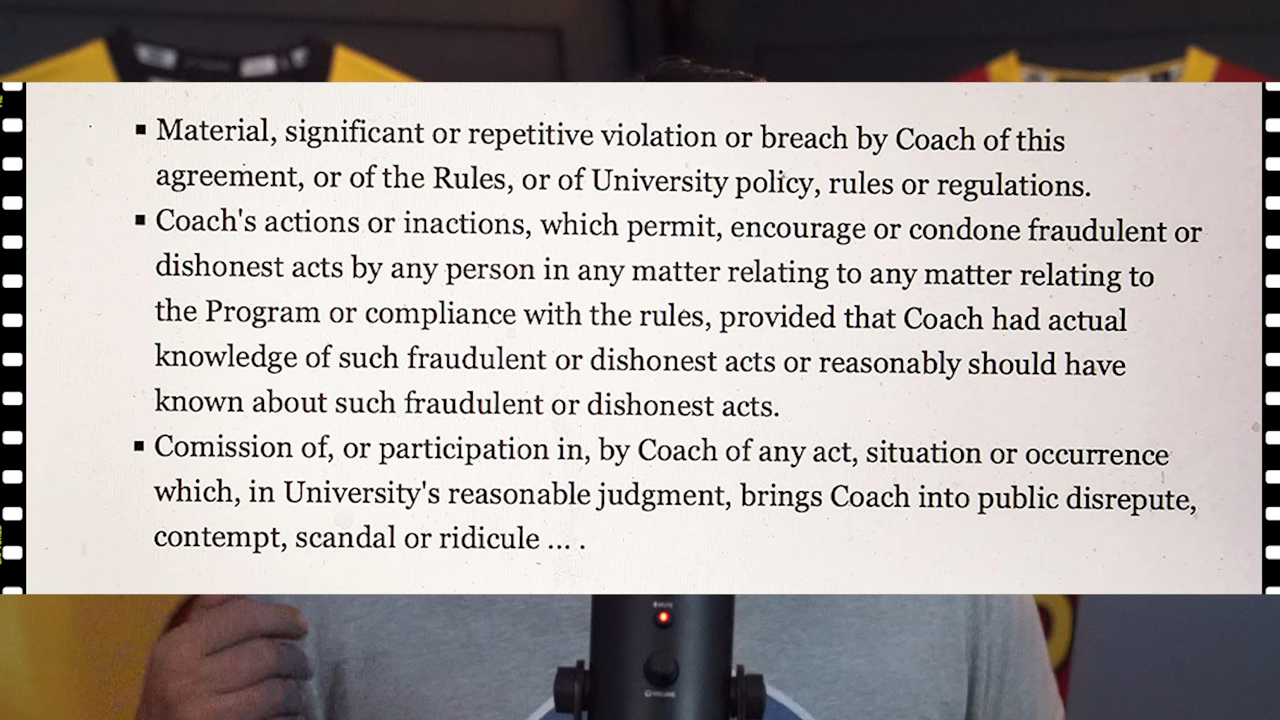 ▪ Material, significant or repetitive violation or breach by Coach of this
agreement, or of the Rules, or of University policy, rules or regulations.
▪ Coach's actions or inactions, which permit, encourage or condone fraudulent or
dishonest acts by any person in any matter relating to any matter relating to
the Program or compliance with the rules, provided that Coach had actual
knowledge of such fraudulent or dishonest acts or reasonably should have
known about such fraudulent or dishonest acts.
▪ Comission of, or participation in, by Coach of any act, situation or occurrence
which, in University's reasonable judgment, brings Coach into public disrepute,
contempt, scandal or ridicule ... .
VOLUME